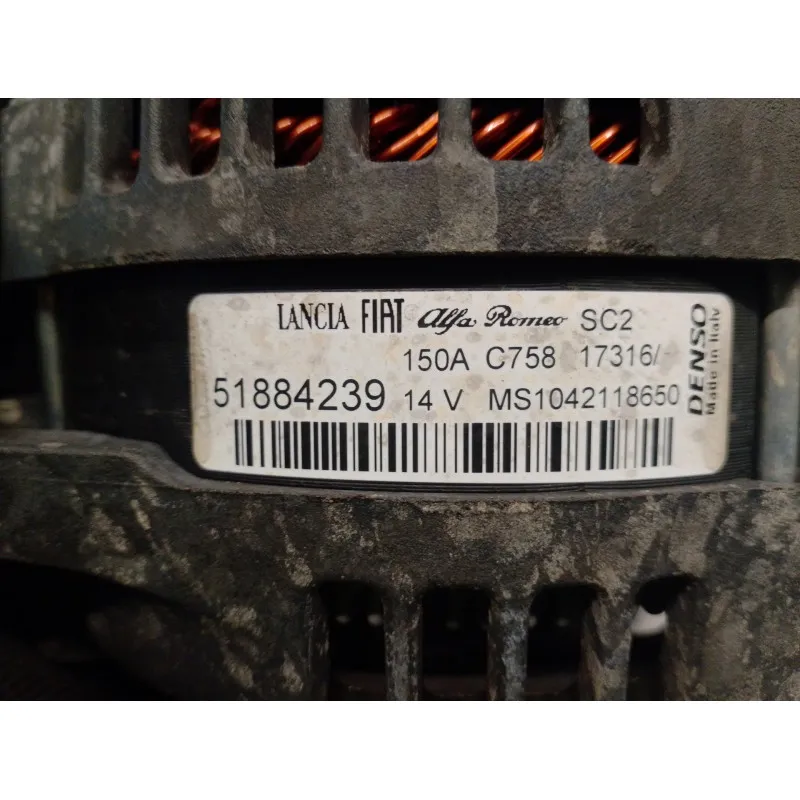 LANCIA FIAT Alfa Romeo SC2
150A C758 17316/-
51884239 14 V MS1042118650
DENSO
Made in Italy